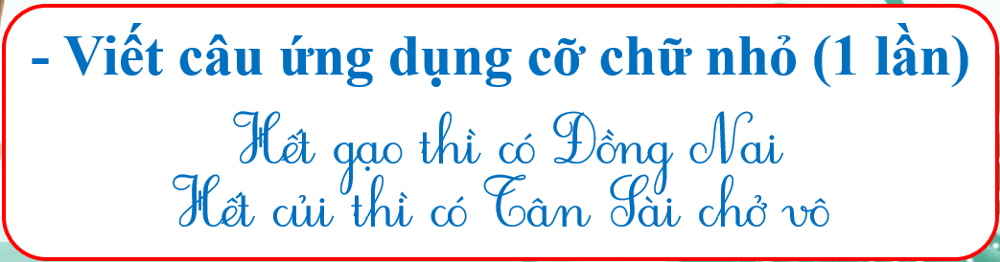 - Viết câu ứng dụng cỡ chữ nhỏ (1 lần)
Hết gạo thì có Đồng Nai
Hết củi thì có Tân Sài chở vô